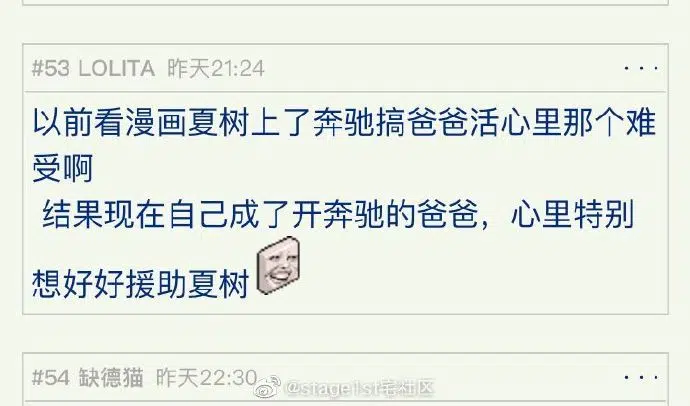 #53 LOLITA 昨天21:24 ...
以前看漫画夏树上了奔驰搞爸爸活心里那个难
受啊
结果现在自己成了开奔驰的爸爸，心里特别
想好好援助夏树
#54 缺德猫 昨天22:30 ...
@stage1st宅社区